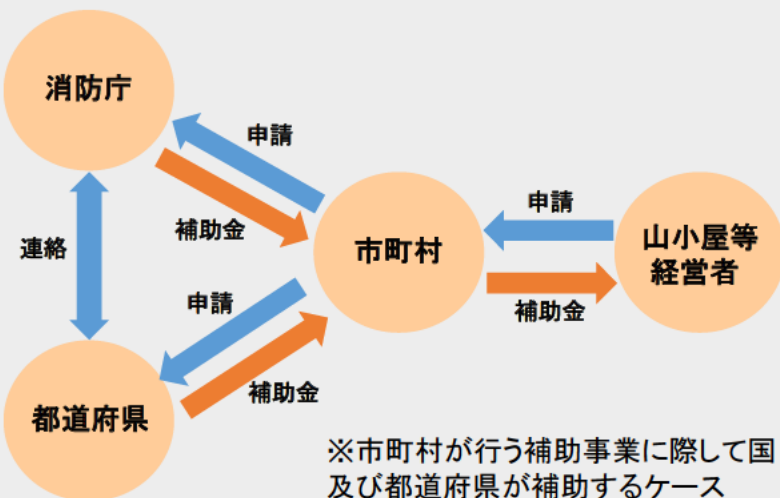 消防庁
申請
補助金
連絡
市町村
申請
補助金
山小屋等
経営者
申請
補助金
都道府県
※市町村が行う補助事業に際して国
及び都道府県が補助するケース